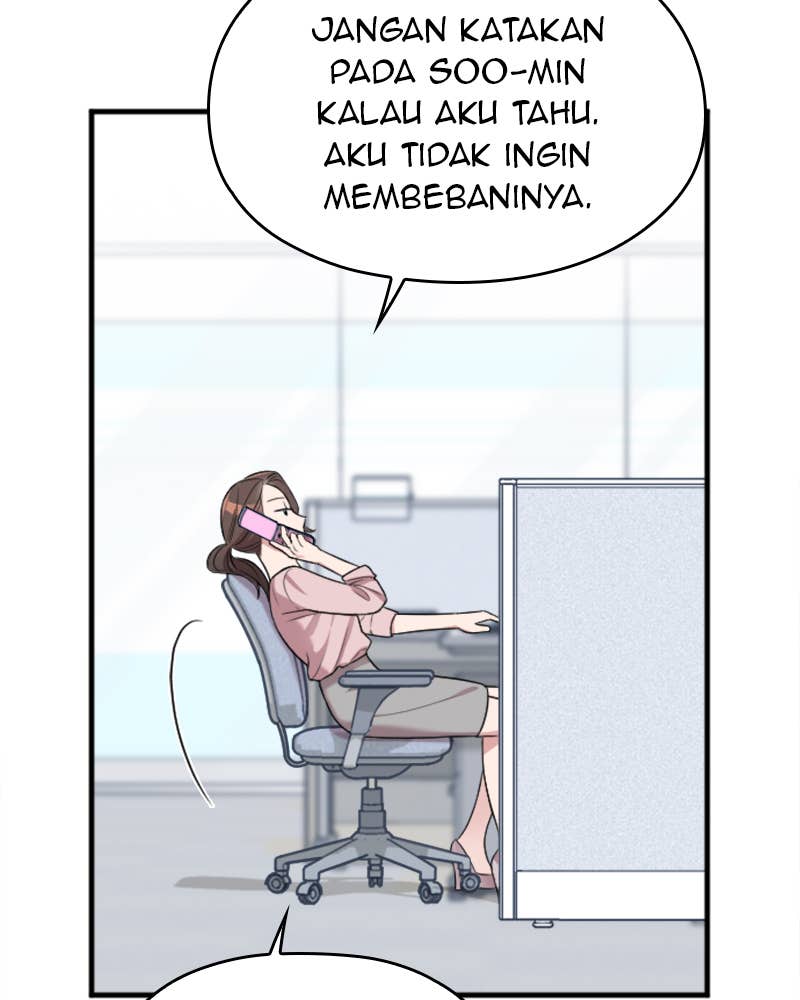 JANGAN KATAKAN
PADA SOO-MIN
KALAU AKU TAHU.
AKU TIDAK INGIN
MEMBEBANINYA.